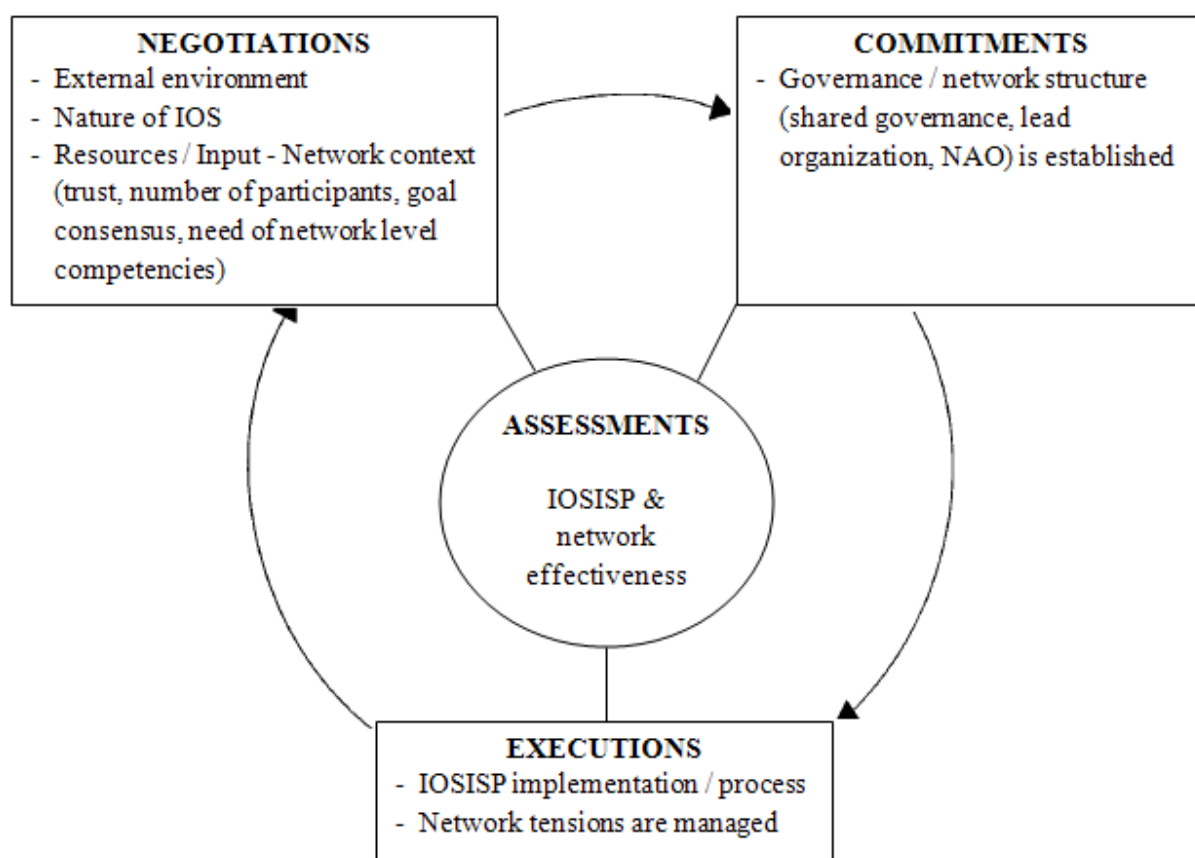 NEGOTIATIONS
- External environment
- Nature of IOS
- Resources / Input - Network context
(trust, number of participants, goal
consensus, need of network level
competencies)
COMMITMENTS
- Governance / network structure
(shared governance, lead
organization, NAO) is established
ASSESSMENTS
IOSISP &
network
effectiveness
EXECUTIONS
- IOSISP implementation / process
- Network tensions are managed